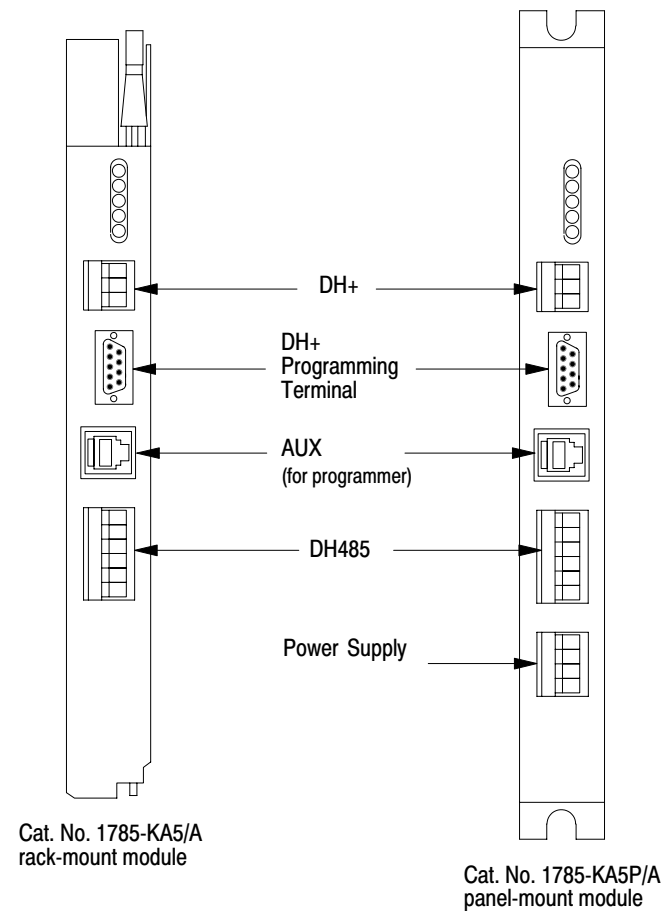 DH+
DH+
Programming
Terminal
AUX
(for programmer)
DH485
Power Supply
Cat. No. 1785-KA5/A
rack-mount module
Cat. No. 1785-KA5P/A
panel-mount module